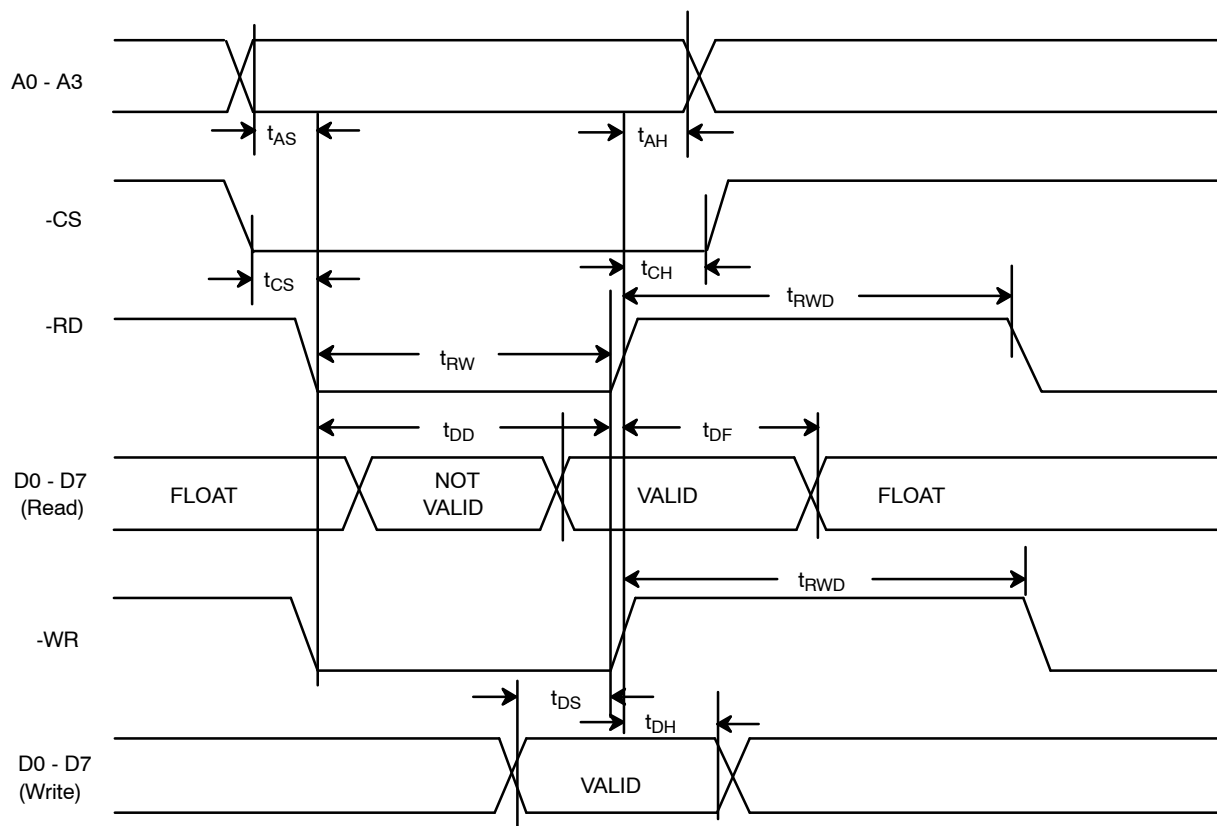 A0 - A3
tAS
tAH
-CS
tCS
tCH
tRWD
-RD
tRW
tDD
tDF
D0 - D7
(Read)
FLOAT
NOT
VALID
VALID
FLOAT
tRWD
-WR
tDS
tDH
D0 - D7
(Write)
VALID